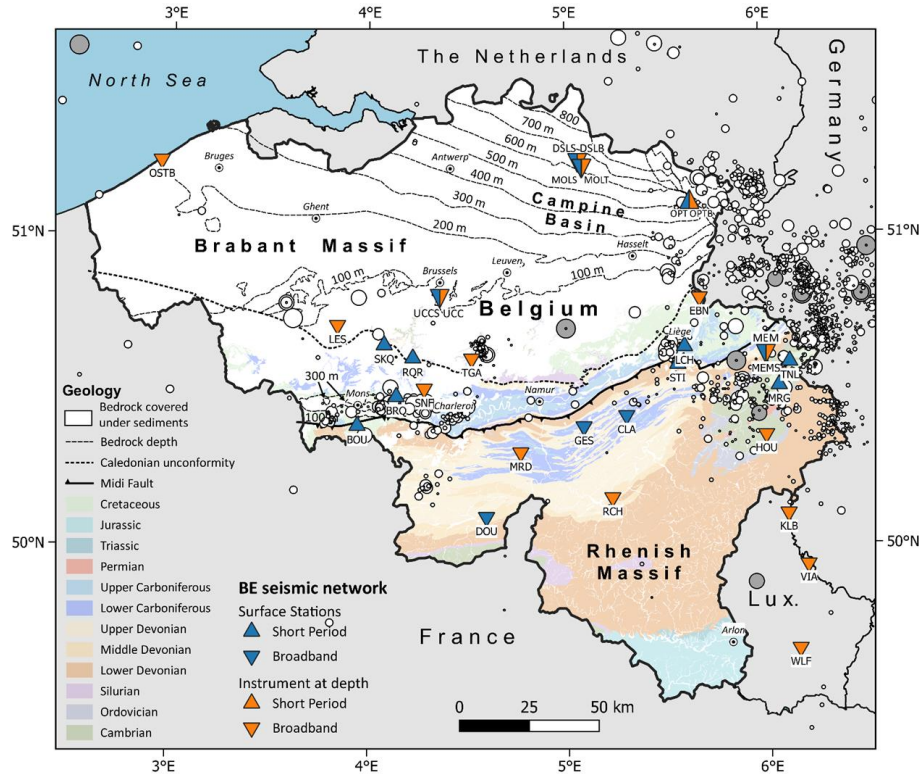 3°E 4°E 5°E 6°E
The Netherlands
Germany
North Sea
800
700 m
600 m
500 m
400 m
300 m
200 m
100 m
100 m
DSLS DSLB
MOLS MOLT
OSTB
Bruges
Antwerp
Ghent
Campine
Basin
OPT OPTB
51°N 51°N
Brabant Massif
Hasselt
Leuven
Brussels
UCCS UCC
Belgium
EBN
LES
SKQ
RQR
TGA
Liège
LCH
STI
MEM
MEMS
TNL
MRG
HOU
300 m
Mons
100
BRQ
SNF
Charleroi
Namur
BOU
GES
CLA
MRD
RCH
DOU
KLB
VIA
50°N 50°N
Rhenish
Massif
Lux.
France
Arlon
WLF
Geology
Bedrock covered
under sediments
Bedrock depth
Caledonian unconformity
Midi Fault
Cretaceous
Jurassic
Triassic
Permian
Upper Carboniferous
Lower Carboniferous
Upper Devonian
Middle Devonian
Lower Devonian
Silurian
Ordovician
Cambrian
BE seismic network
Surface Stations
Short Period
Broadband
Instrument at depth
Short Period
Broadband
0 25 50 km
3°E 4°E 5°E 6°E